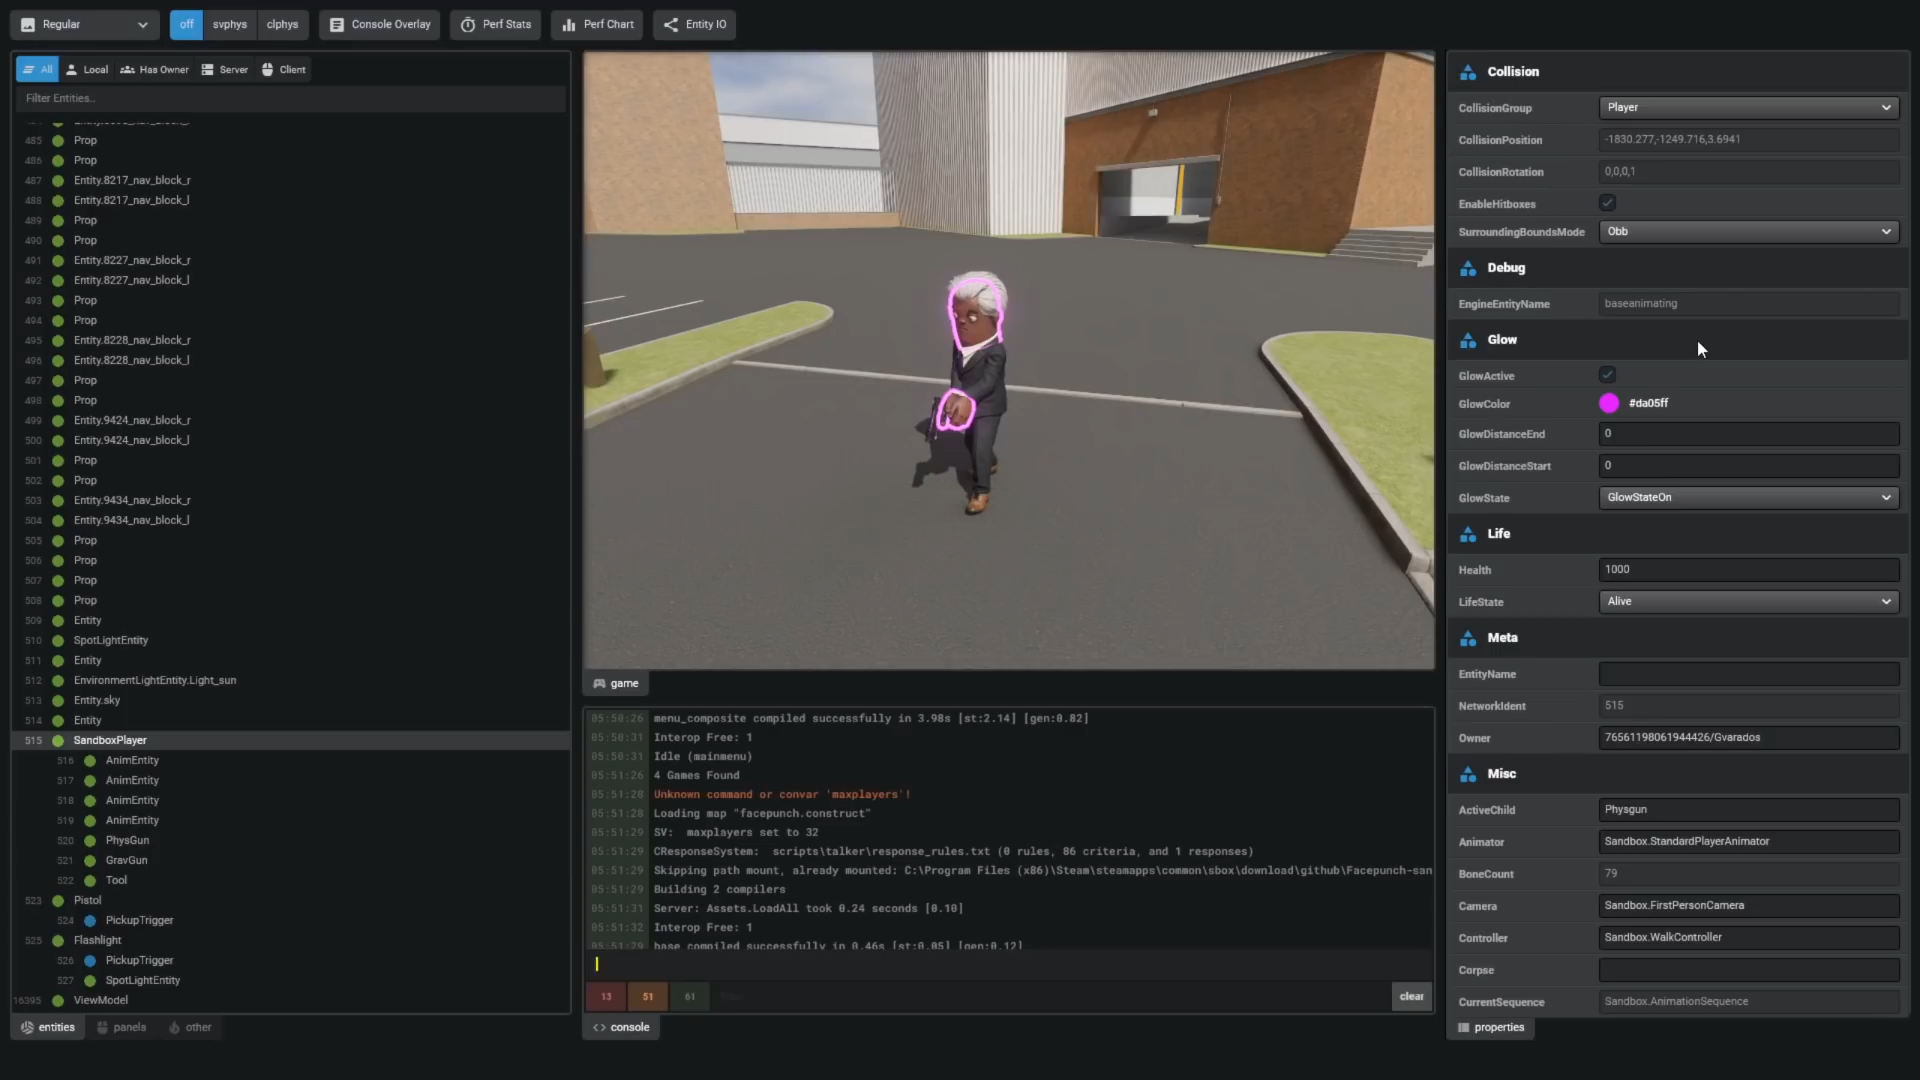 Regular
off
svphys
clphys
Console Overlay
Perf Stats
Perf Chart
Entity IO
All
Local
Has Owner
Server
Client
Filter Entities..
485 Prop
486 Prop
487 Entity.8217_nav_block_r
488 Entity.8217_nav_block_l
489 Prop
490 Prop
491 Entity.8227_nav_block_r
492 Entity.8227_nav_block_l
493 Prop
494 Prop
495 Entity.8228_nav_block_r
496 Entity.8228_nav_block_l
497 Prop
498 Prop
499 Entity.9424_nav_block_r
500 Entity.9424_nav_block_l
501 Prop
502 Prop
503 Entity.9434_nav_block_r
504 Entity.9434_nav_block_l
505 Prop
506 Prop
507 Prop
508 Prop
509 Entity
510 SpotLightEntity
511 Entity
512 EnvironmentLightEntity.Light_sun
513 Entity.sky
514 Entity
515 SandboxPlayer
516 AnimEntity
517 AnimEntity
518 AnimEntity
519 AnimEntity
520 PhysGun
521 GravGun
522 Tool
523 Pistol
524 PickupTrigger
525 Flashlight
526 PickupTrigger
527 SpotLightEntity
16395 ViewModel
entities
panels
other
game
05:50:26 menu_composite compiled successfully in 3.98s [st:2.14] [gen:0.82]
05:50:31 Interop Free: 1
05:50:31 Idle (mainmenu)
05:51:26 4 Games Found
05:51:28 Unknown command or convar 'maxplayers'!
05:51:28 Loading map "facepunch.construct"
05:51:29 SV: maxplayers set to 32
05:51:29 CResponseSystem: scripts\talker\response_rules.txt (0 rules, 86 criteria, and 1 responses)
05:51:29 Skipping path mount, already mounted: C:\Program Files (x86)\Steam\steamapps\common\sbox\download\github\Facepunch-san
05:51:29 Building 2 compilers
05:51:31 Server: Assets.LoadAll took 0.24 seconds [0.10]
05:51:32 Interop Free: 1
05:51:29 base compiled successfully in 0.46s [st:0.05] [gen:0.12]
13
51
61
clear
<> console
Collision
CollisionGroup Player
CollisionPosition -1830.277,-1249.716,3.6941
CollisionRotation 0,0,0,1
EnableHitboxes
SurroundingBoundsMode Obb
Debug
EngineEntityName baseanimating
Glow
GlowActive
GlowColor #da05ff
GlowDistanceEnd 0
GlowDistanceStart 0
GlowState GlowStateOn
Life
Health 1000
LifeState Alive
Meta
EntityName
NetworkIdent 515
Owner 76561198061944426/Gvarados
Misc
ActiveChild Physgun
Animator Sandbox.StandardPlayerAnimator
BoneCount 79
Camera Sandbox.FirstPersonCamera
Controller Sandbox.WalkController
Corpse
CurrentSequence Sandbox.AnimationSequence
properties